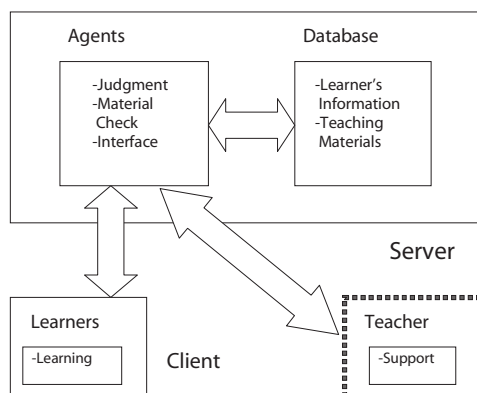 Agents
Database
-Judgment
-Material
Check
-Interface
-Learner's
Information
-Teaching
Materials
Server
Learners
-Learning
Client
Teacher
-Support